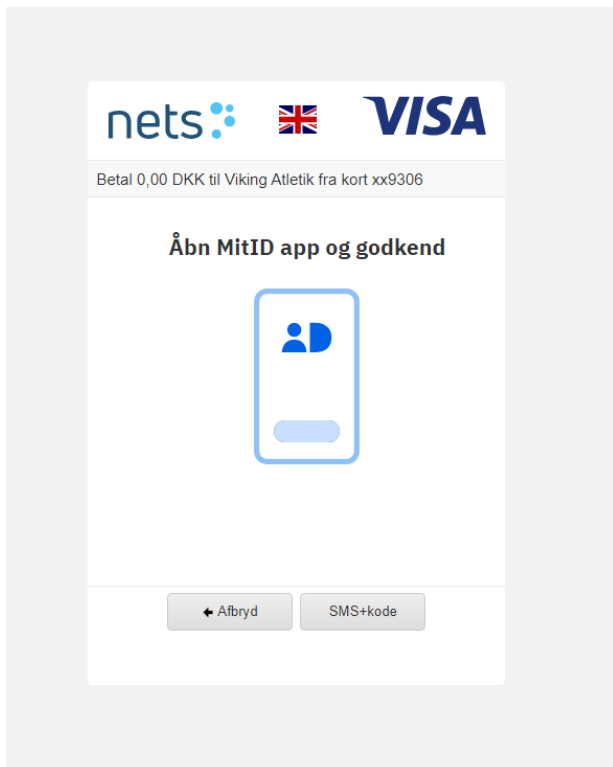 nets VISA
Betal 0,00 DKK til Viking Atletik fra kort xx9306
Åbn MitID app og godkend
Afbryd SMS+kode